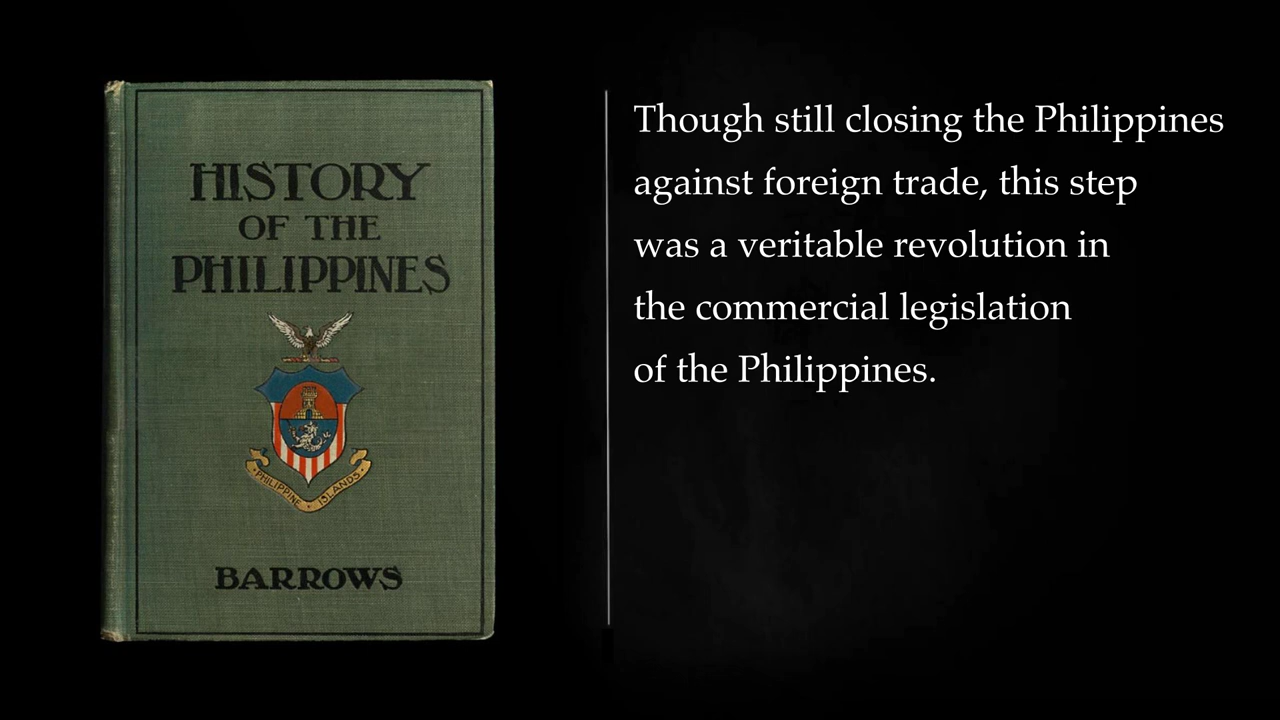 HISTORY
OF THE
PHILIPPINES
PHILIPPINE ISLANDS
BARROWS
Though still closing the Philippines
against foreign trade, this step
was a veritable revolution in
the commercial legislation
of the Philippines.